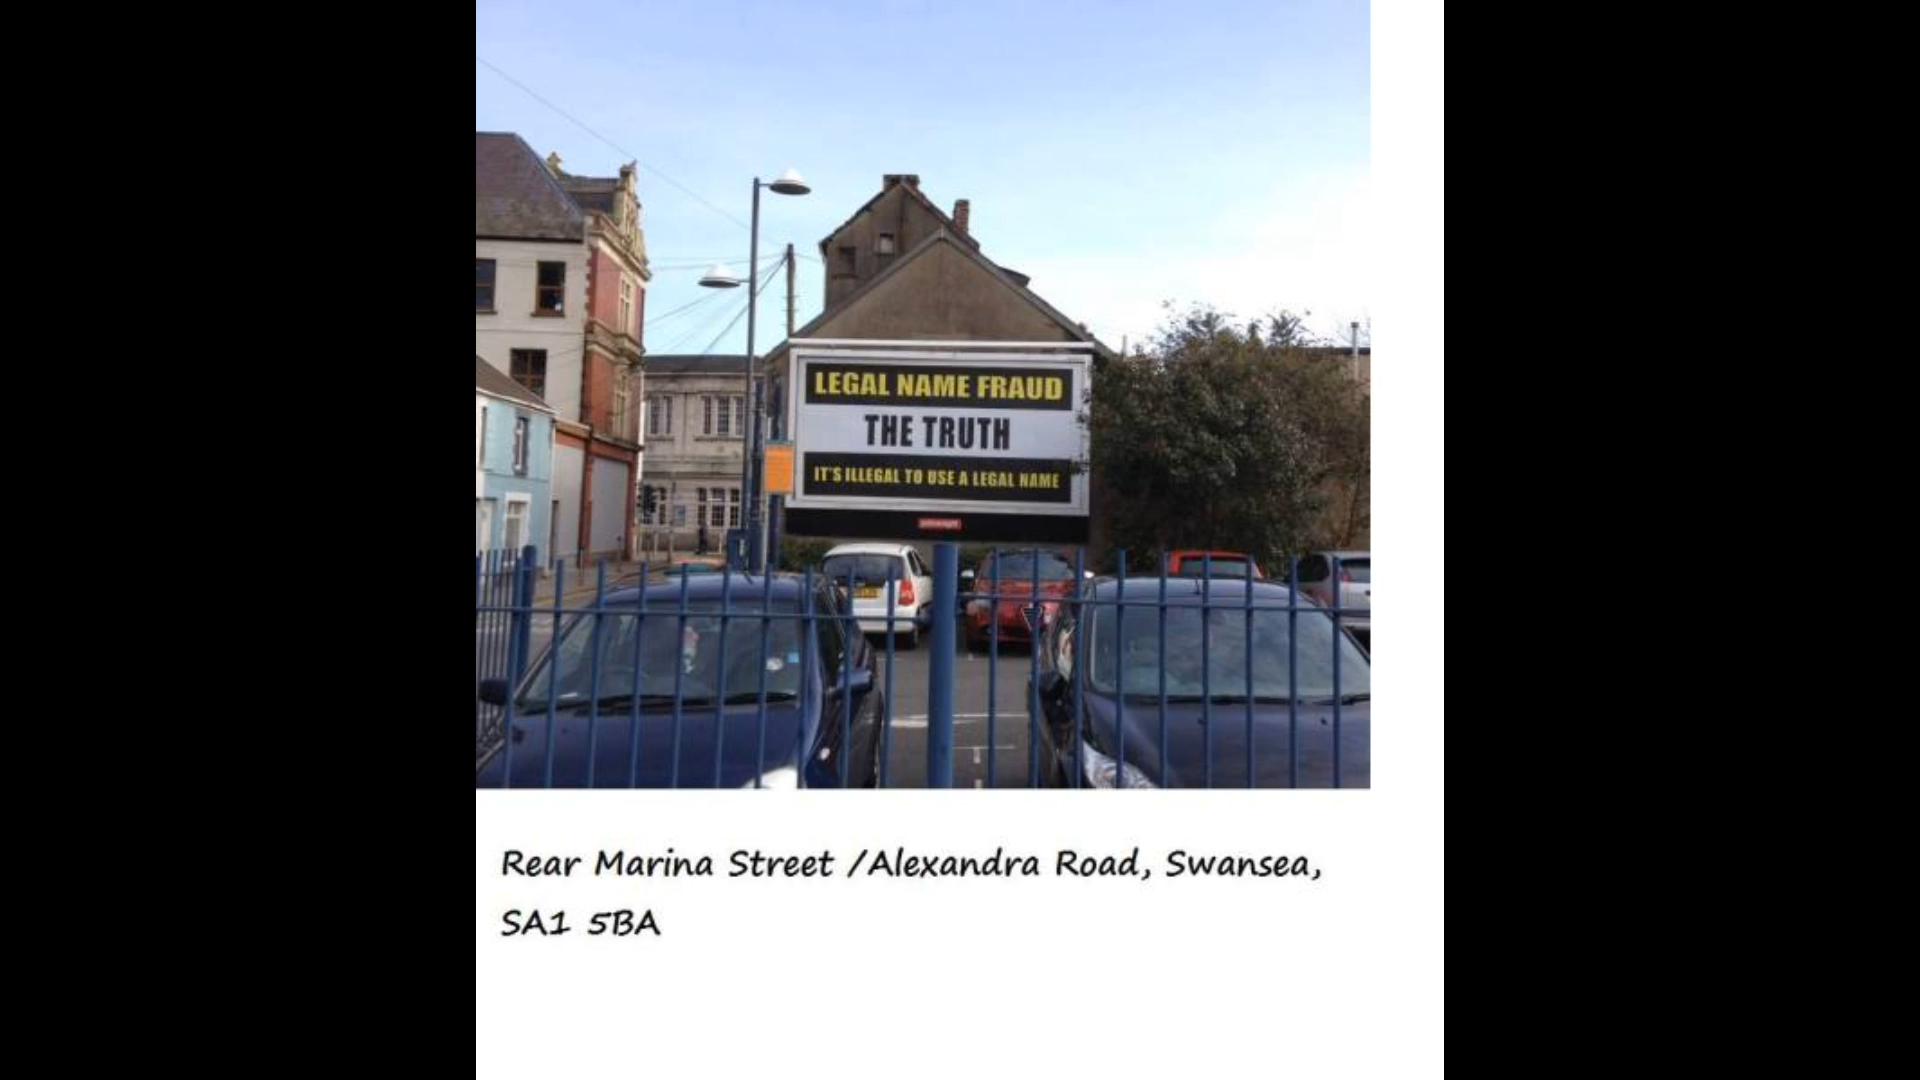 LEGAL NAME FRAUD
THE TRUTH
IT'S ILLEGAL TO USE A LEGAL NAME
Rear Marina Street /Alexandra Road, Swansea,
SA1 5BA